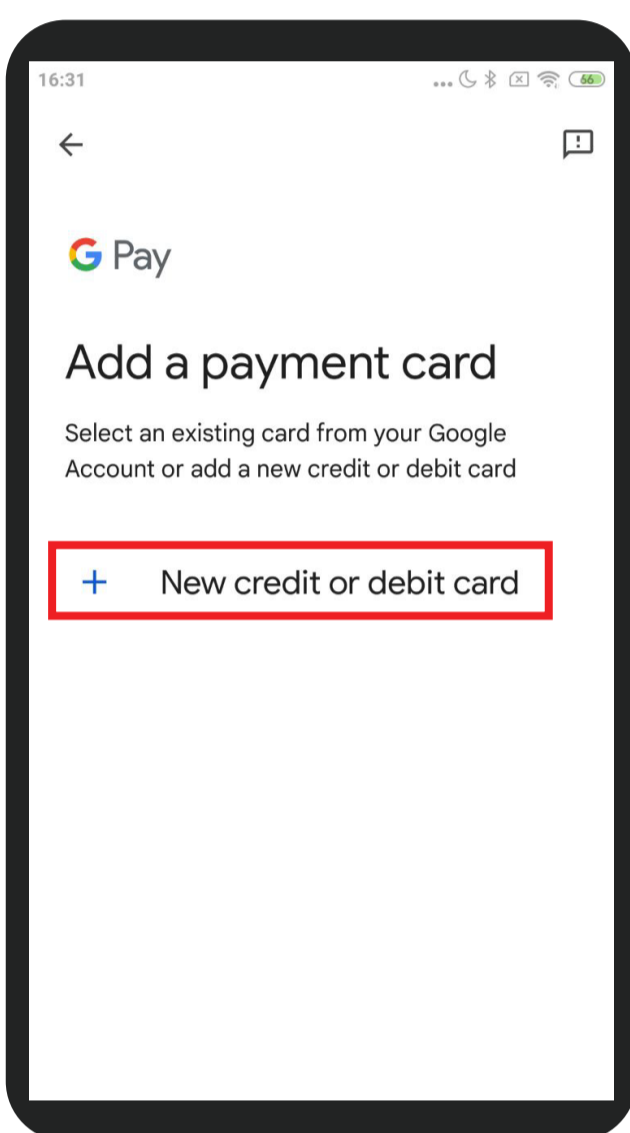 16:31
66
G Pay
Add a payment card
Select an existing card from your Google
Account or add a new credit or debit card
+ New credit or debit card